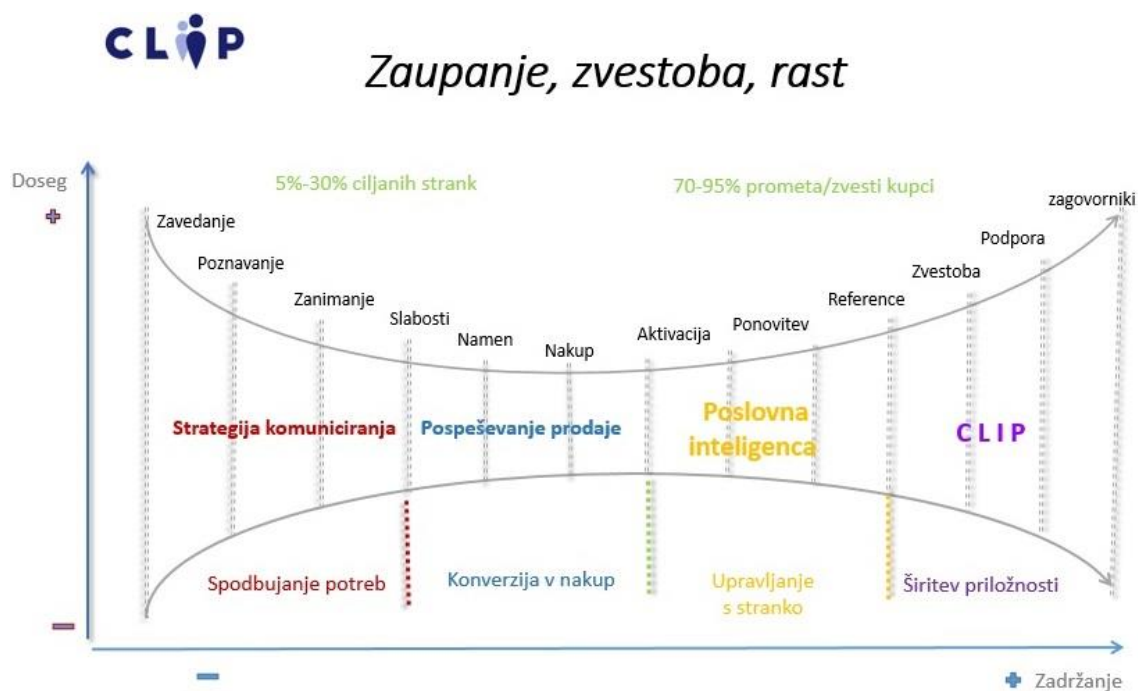 CLIP
Zaupanje, zvestoba, rast
Doseg
5%-30% ciljanih strank
70-95% prometa/zvesti kupci
Zavedanje
Poznavanje
Zanimanje
Slabosti
Namen
Nakup
Aktivacija
Ponovitev
Reference
Zvestoba
Podpora
zagovorniki
Strategija komuniciranja
Pospeševanje prodaje
Poslovna
inteligenca
CLIP
Spodbujanje potreb
Konverzija v nakup
Upravljanje
s stranko
Širitev priložnosti
Zadržanje